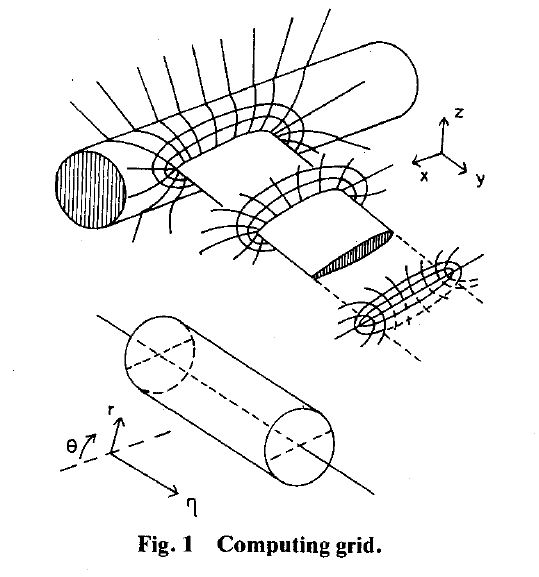 z
x
y
r
θ
η
Fig. 1 Computing grid.